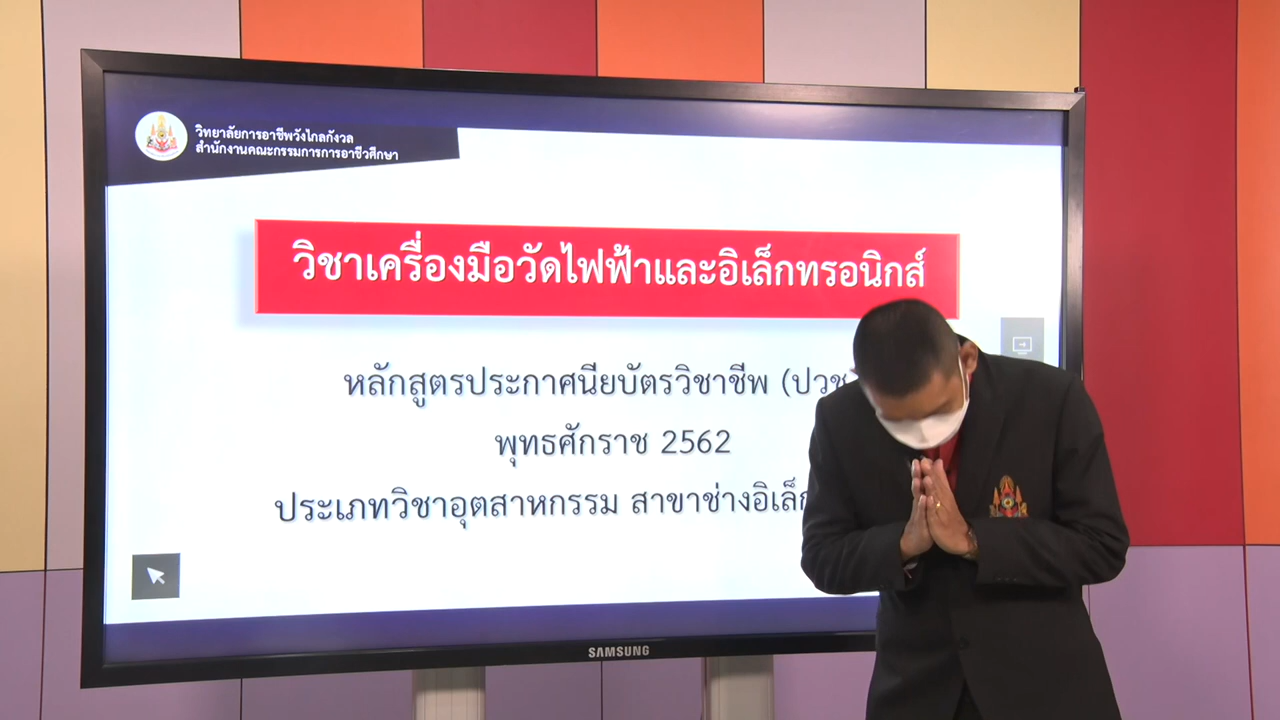 วิทยาลัยการอาชีพวังไกลกังวล
สำนักงานคณะกรรมการการอาชีวศึกษา
วิชาเครื่องมือวัดไฟฟ้าและอิเล็กทรอนิกส์
หลักสูตรประกาศนียบัตรวิชาชีพ (ปวช
พุทธศักราช 2562
ประเภทวิชาอุตสาหกรรม สาขาช่างอิเล็ก
SAMSUNG